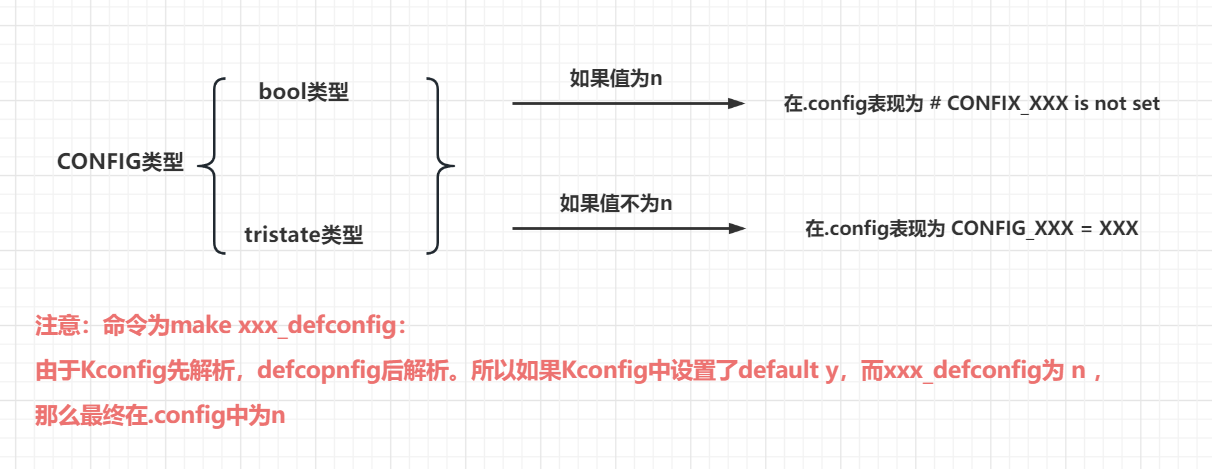 bool类型
如果值为n
在.config表现为 # CONFIX_XXX is not set
CONFIG类型
如果值不为n
tristate类型
在.config表现为 CONFIG_XXX = XXX
注意：命令为make xxx_defconfig：
由于Kconfig先解析，defcopnfig后解析。所以如果Kconfig中设置了default y，而xxx_defconfig为 n ，
那么最终在.config中为n